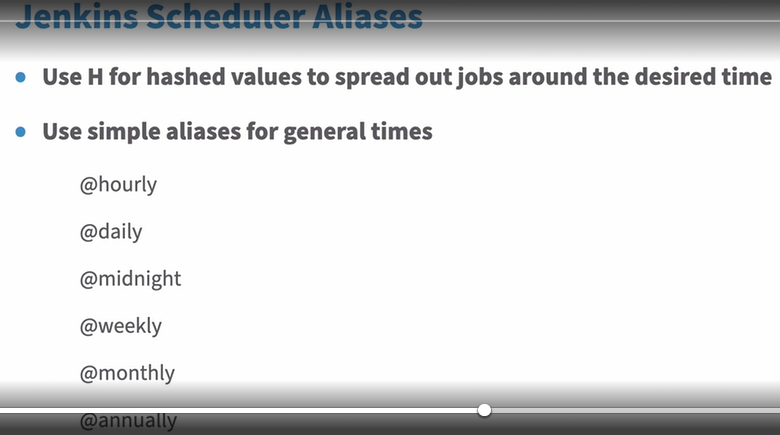 Jenkins Scheduler Aliases
Use H for hashed values to spread out jobs around the desired time
Use simple aliases for general times
@hourly
@daily
@midnight
@weekly
@monthly
@annually